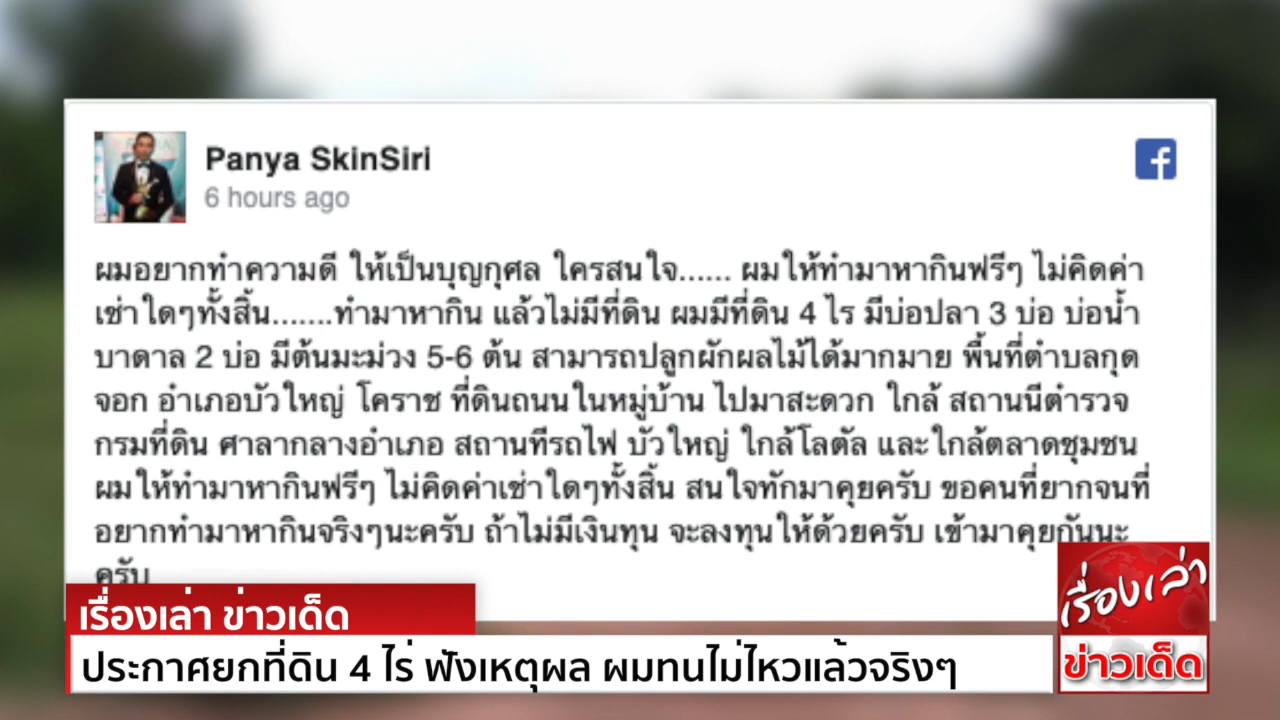 Panya SkinSiri
6 hours ago
ผมอยากทำความดี ให้เป็นบุญกุศล ใครสนใจ...... ผมให้ทำมาหากินฟรีๆ ไม่คิดค่า
เช่าใดๆทั้งสิ้น.......ทำมาหากิน แล้วไม่มีที่ดิน ผมมีที่ดิน 4 ไร่ มีบ่อปลา 3 บ่อ บ่อน้ำ
บาดาล 2 บ่อ มีต้นมะม่วง 5-6 ต้น สามารถปลูกผักผลไม้ได้มากมาย พื้นที่ตำบลกุด
จอก อำเภอบัวใหญ่ โคราช ที่ดินถนนในหมู่บ้าน ไปมาสะดวก ใกล้ สถานนีตำรวจ
กรมที่ดิน ศาลากลางอำเภอ สถานทีรถไฟ บัวใหญ่ ใกล้โลตัล และใกล้ตลาดชุมชน
ผมให้ทำมาหากินฟรีๆ ไม่คิดค่าเช่าใดๆทั้งสิ้น สนใจทักมาคุยครับ ขอคนที่ยากจนที่
อยากทำมาหากินจริงๆนะครับ ถ้าไม่มีเงินทุน จะลงทุนให้ด้วยครับ เข้ามาคุยกันนะ
ครับ
เรื่องเล่า ข่าวเด็ด
ประกาศยกที่ดิน 4 ไร่ ฟังเหตุผล ผมทนไม่ไหวแล้วจริงๆ
เรื่องเล่า
ข่าวเด็ด